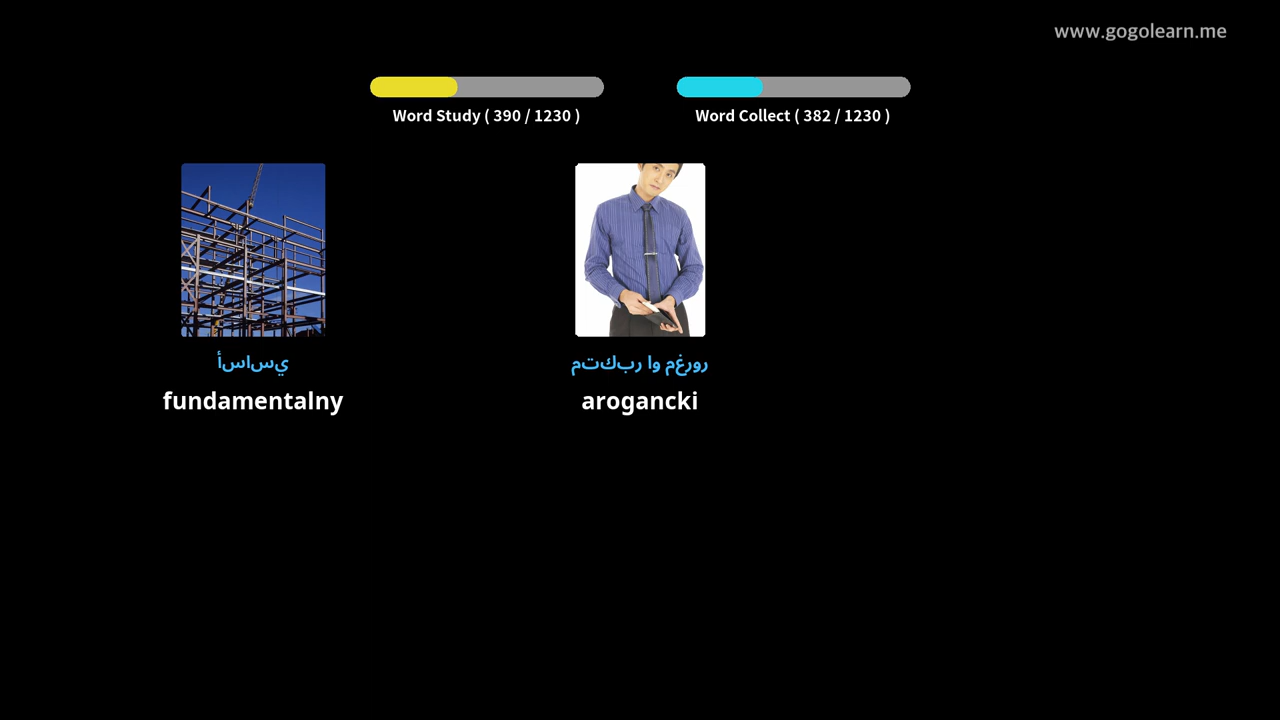 www.gogolearn.me
Word Study ( 390 / 1230 )
Word Collect ( 382 / 1230 )
أساسي
fundamentalny
متكبر او مغرور
arogancki